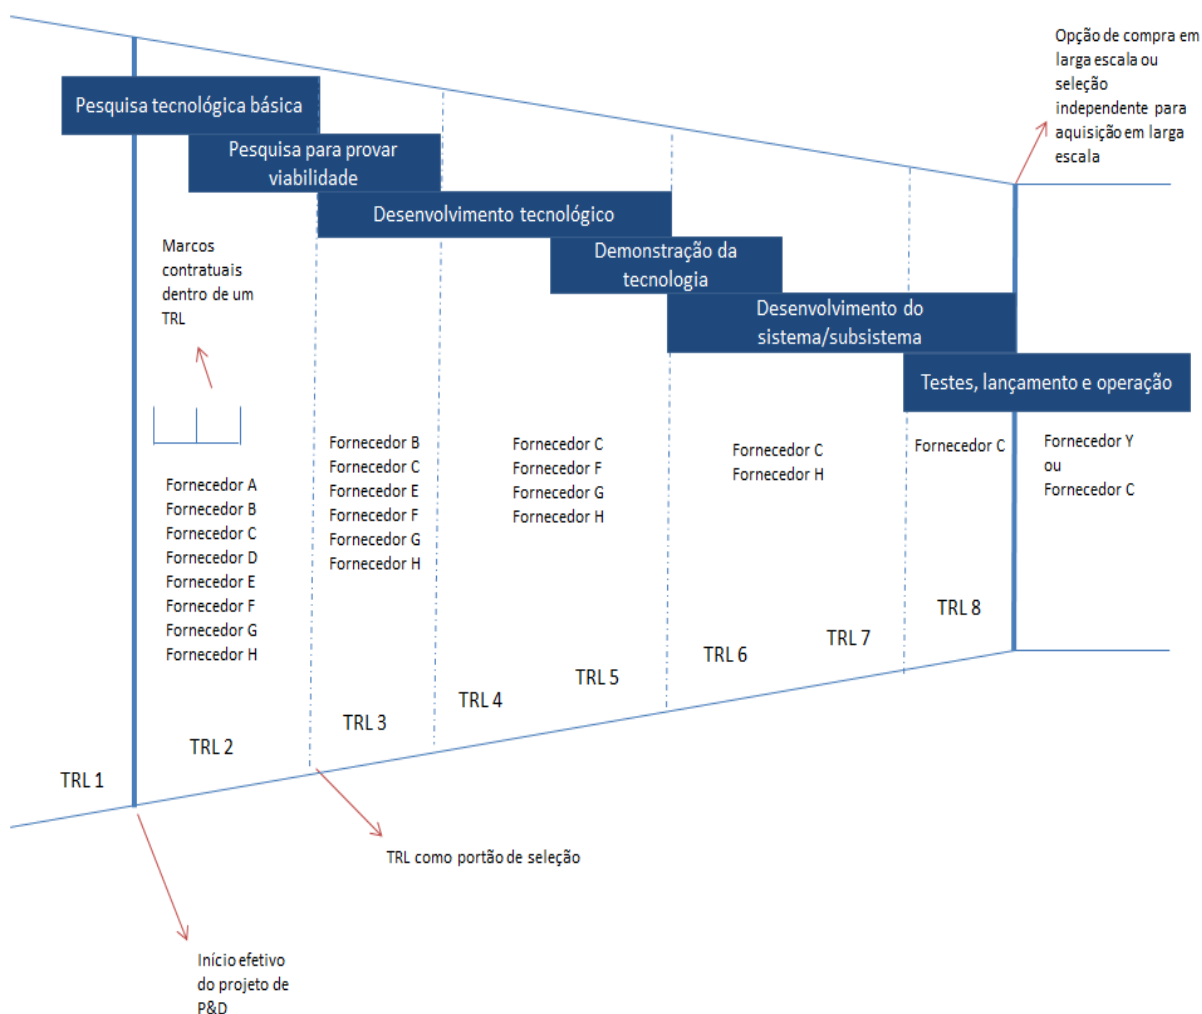 Opção de compra em
larga escala ou
seleção
independente para
aquisição em larga
escala
Pesquisa tecnológica básica
Pesquisa para provar
viabilidade
Desenvolvimento tecnológico
Demonstração da
tecnologia
Desenvolvimento do
sistema/subsistema
Testes, lançamento e operação
Marcos
contratuais
dentro de um
TRL
Fornecedor A
Fornecedor B
Fornecedor C
Fornecedor D
Fornecedor E
Fornecedor F
Fornecedor G
Fornecedor H
Fornecedor B
Fornecedor C
Fornecedor E
Fornecedor F
Fornecedor G
Fornecedor H
Fornecedor C
Fornecedor F
Fornecedor G
Fornecedor H
Fornecedor C
Fornecedor H
Fornecedor C
Fornecedor Y
ou
Fornecedor C
TRL 1
TRL 2
TRL 3
TRL 4
TRL 5
TRL 6
TRL 7
TRL 8
TRL como portão de seleção
Início efetivo
do projeto de
P&D